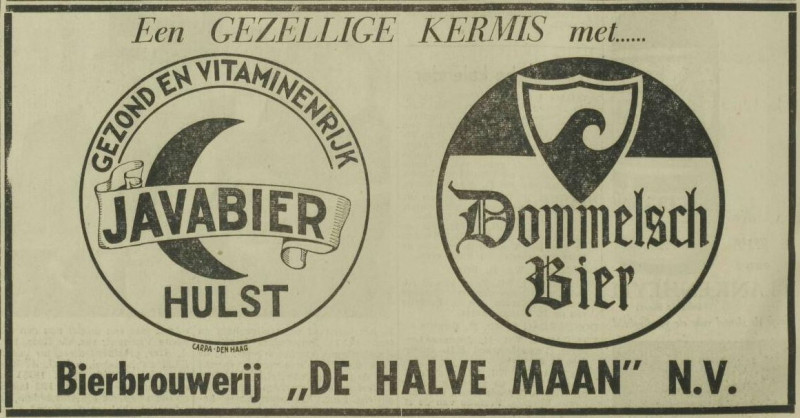 Een GEZELLIGE KERMIS met......
GEZOND EN VITAMINENRIJK
JAVABIER
HULST
CARPA-DEN HAAG
Dommelsch
Bier
Bierbrouwerij „DE HALVE MAAN” N.V.